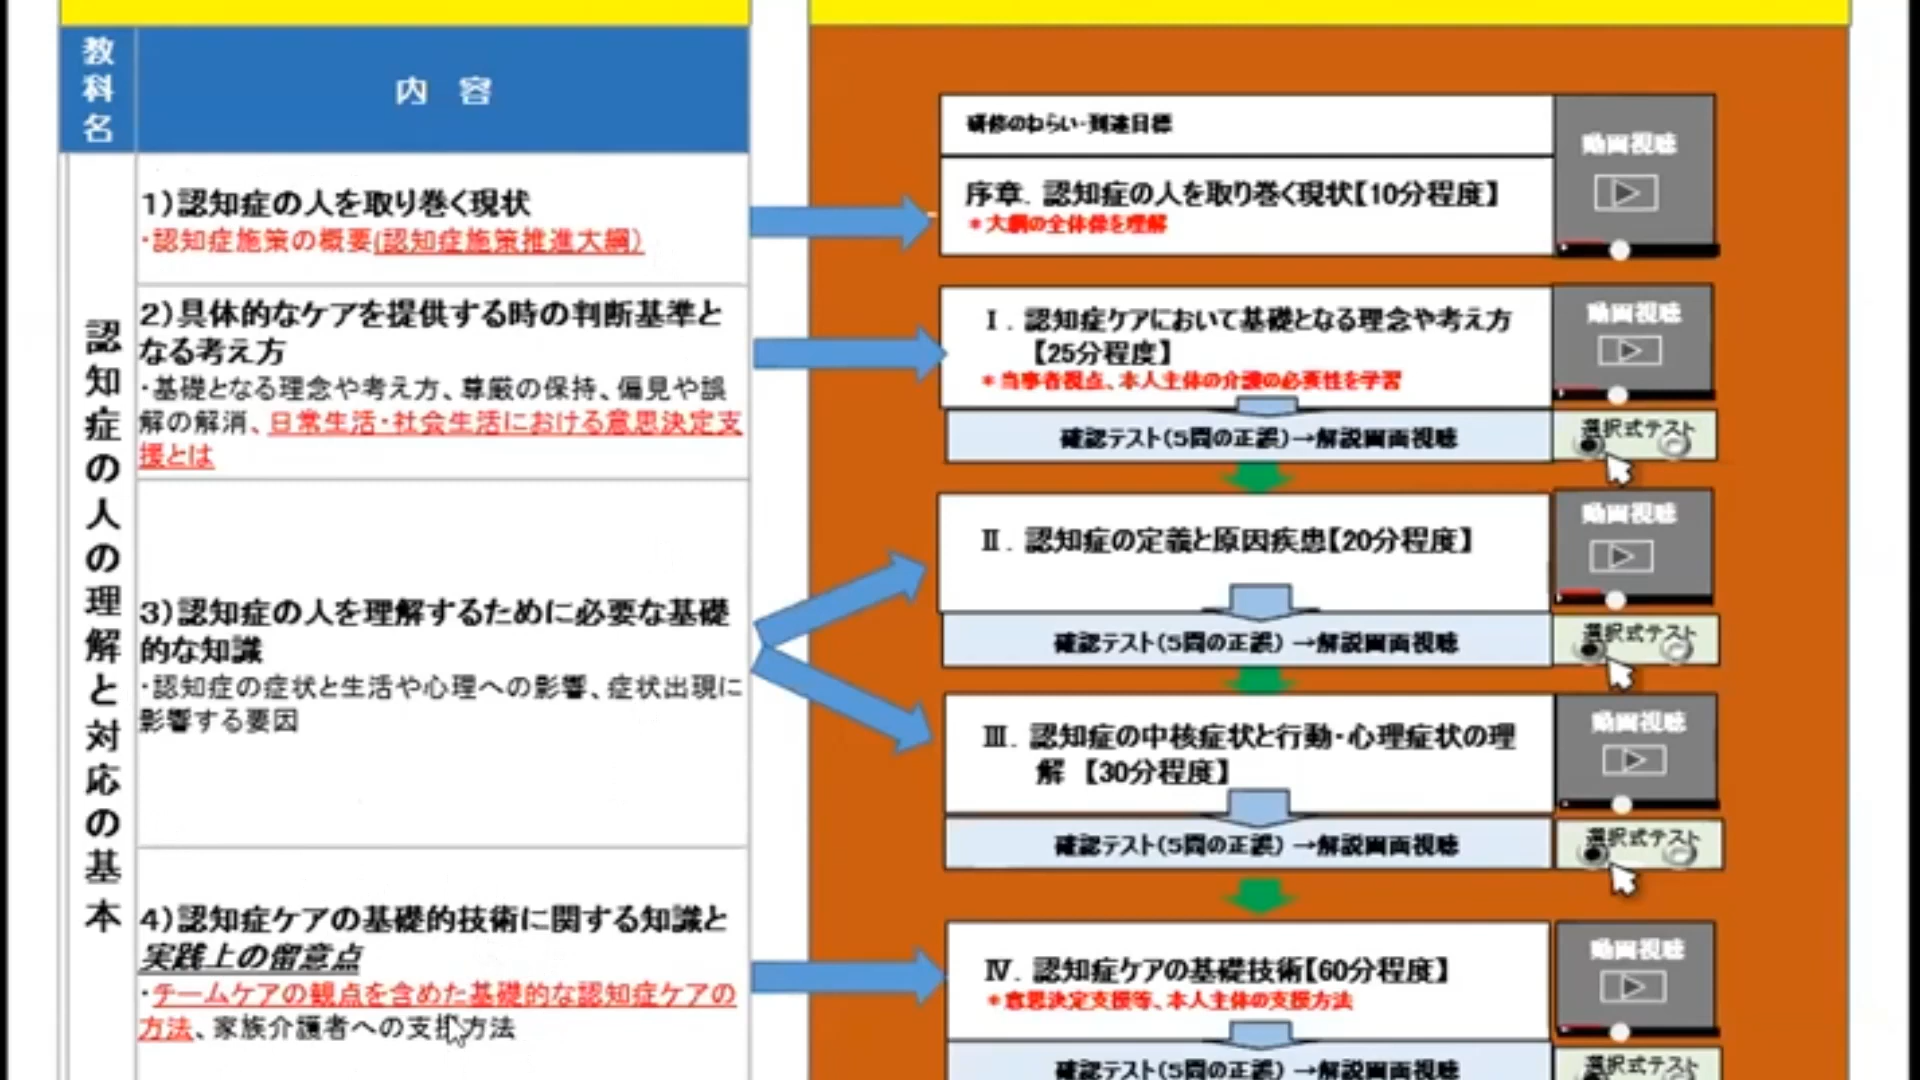 教科名
内 容
認知症の人の理解と対応の基本
1)認知症の人を取り巻く現状
・認知症施策の概要(認知症施策推進大綱)
2)具体的なケアを提供する時の判断基準と
なる考え方
・基礎となる理念や考え方、尊厳の保持、偏見や誤
解の解消、日常生活・社会生活における意思決定支
援とは
3)認知症の人を理解するために必要な基礎
的な知識
・認知症の症状と生活や心理への影響、症状出現に
影響する要因
4)認知症ケアの基礎的技術に関する知識と
実践上の留意点
・チームケアの観点を含めた基礎的な認知症ケアの
方法、家族介護者への支援方法
研修のねらい・到達目標
動画視聴
序章. 認知症の人を取り巻く現状【10分程度】
＊大綱の全体像を理解
Ⅰ. 認知症ケアにおいて基礎となる理念や考え方
【25分程度】
＊当事者視点、本人主体の介護の必要性を学習
動画視聴
確認テスト(5問の正誤)→解説画面視聴
選択式テスト
Ⅱ. 認知症の定義と原因疾患【20分程度】
動画視聴
確認テスト(5問の正誤) →解説画面視聴
選択式テスト
Ⅲ. 認知症の中核症状と行動・心理症状の理
解 【30分程度】
動画視聴
確認テスト(5問の正誤) →解説画面視聴
選択式テスト
Ⅳ. 認知症ケアの基礎技術【60分程度】
＊意思決定支援等、本人主体の支援方法
動画視聴
確認テスト(5問の正誤) →解説画面視聴
選択式テスト